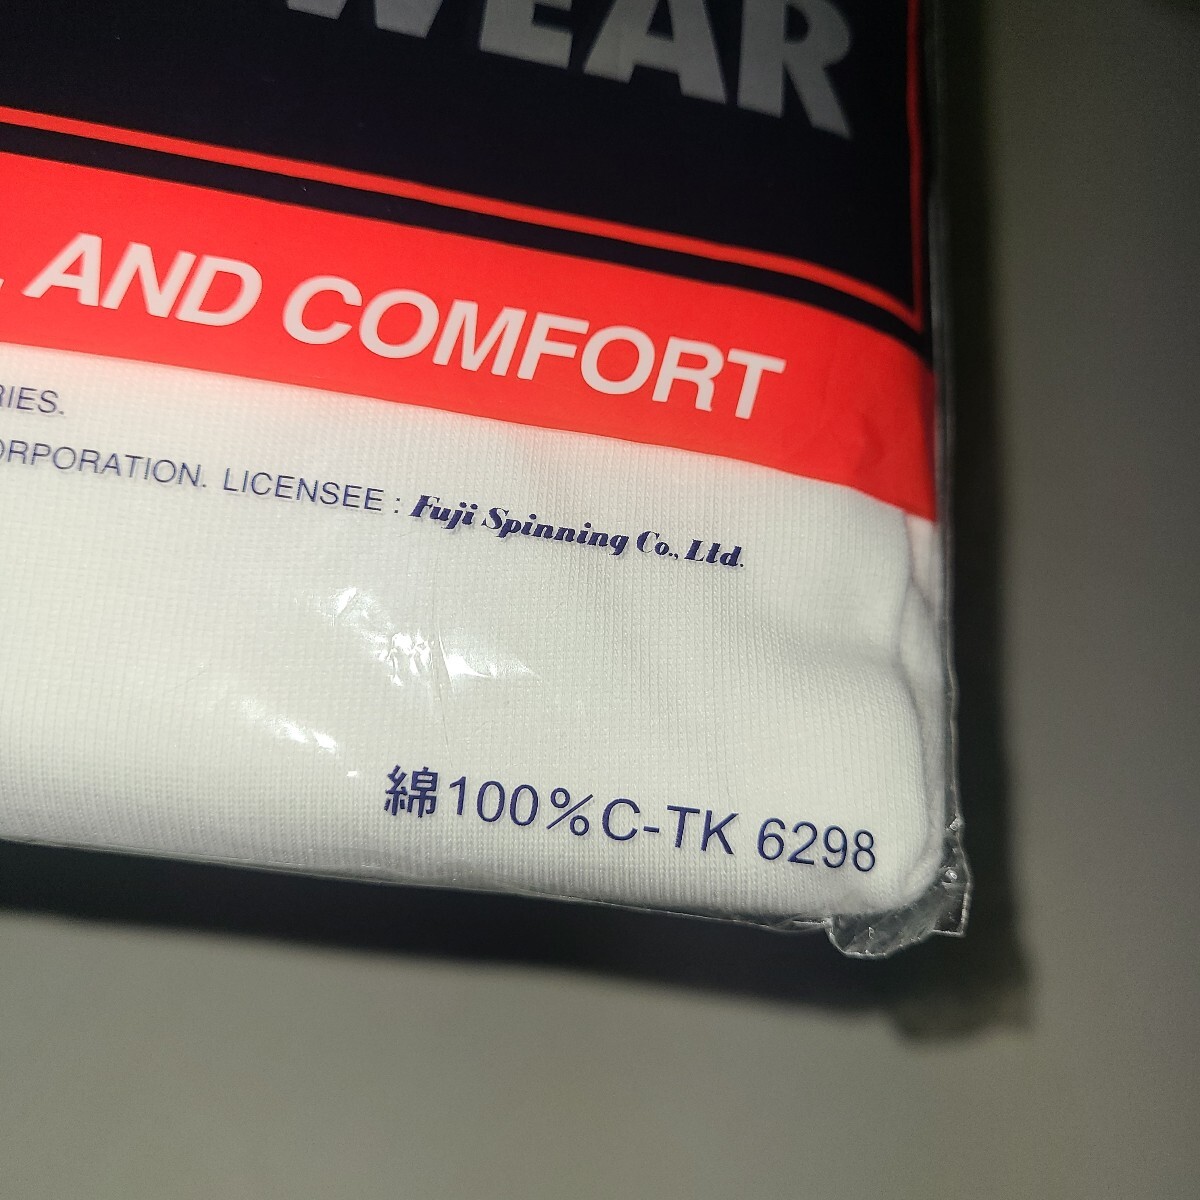 WEAR
AND COMFORT
RIES.
ORPORATION. LICENSEE : Fuji Spinning Co., Ltd.
綿100%C-TK 6298